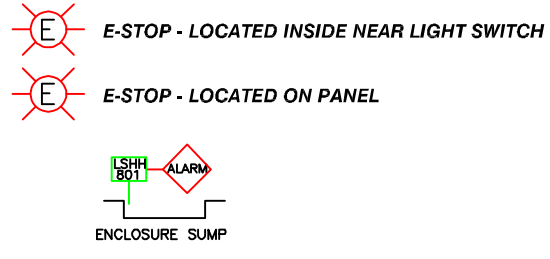 E E-STOP - LOCATED INSIDE NEAR LIGHT SWITCH
E E-STOP - LOCATED ON PANEL
LSHH
801
ALARM
ENCLOSURE SUMP